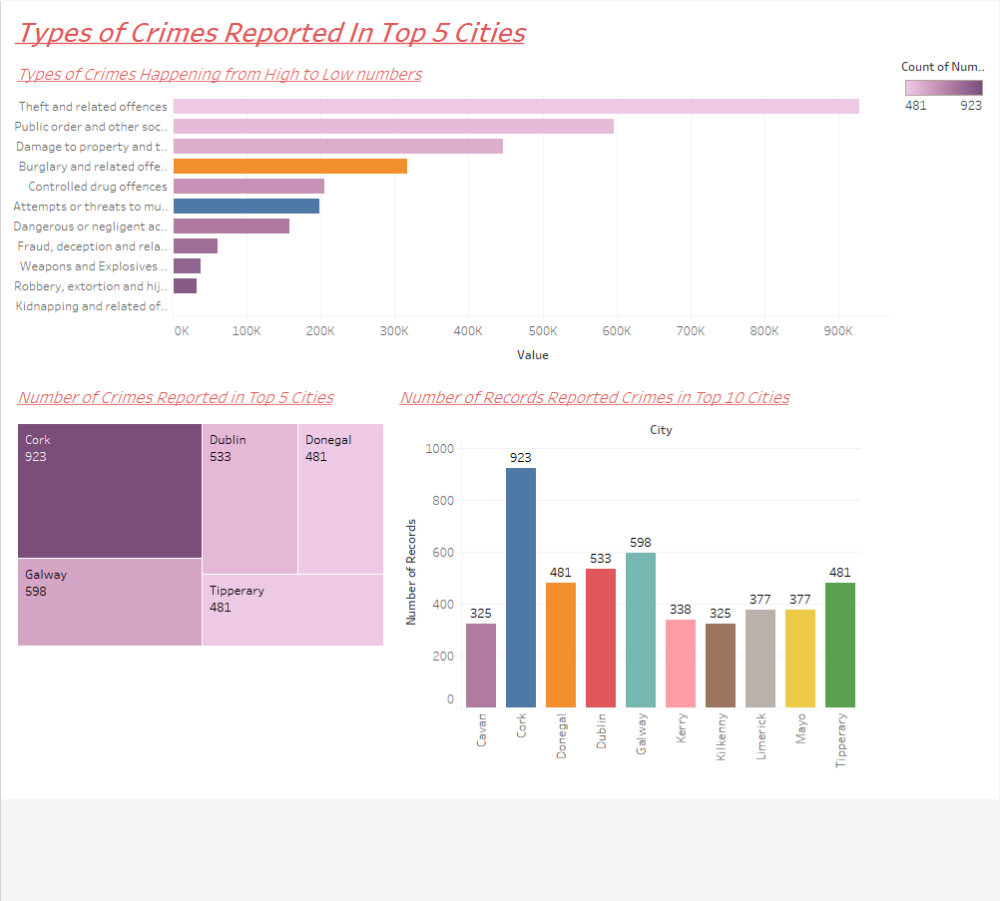 Types of Crimes Reported In Top 5 Cities
Types of Crimes Happening from High to Low numbers
Count of Num..
481 923
Theft and related offences
Public order and other soc..
Damage to property and t..
Burglary and related offe..
Controlled drug offences
Attempts or threats to mu..
Dangerous or negligent ac..
Fraud, deception and rela..
Weapons and Explosives ..
Robbery, extortion and hij..
Kidnapping and related of..
0K 100K 200K 300K 400K 500K 600K 700K 800K 900K
Value
Number of Crimes Reported in Top 5 Cities
Cork
923
Dublin
533
Donegal
481
Galway
598
Tipperary
481
Number of Records Reported Crimes in Top 10 Cities
City
Number of Records
1000
800
600
400
200
0
325 923 481 533 598 338 325 377 377 481
Cavan Cork Donegal Dublin Galway Kerry Kilkenny Limerick Mayo Tipperary